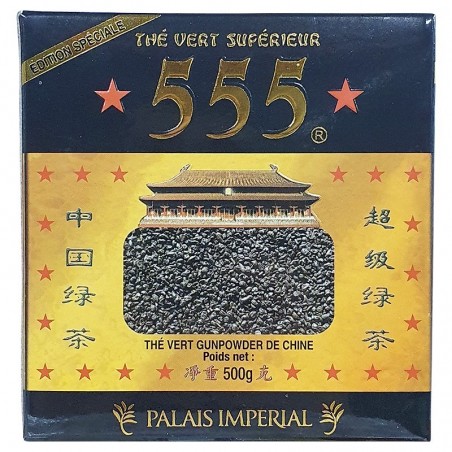 EDITION SPÉCIALE
THÉ VERT SUPÉRIEUR
555®
中国绿茶
超级绿茶
THÉ VERT GUNPOWDER DE CHINE
Poids net :
净重 500g 克
PALAIS IMPERIAL